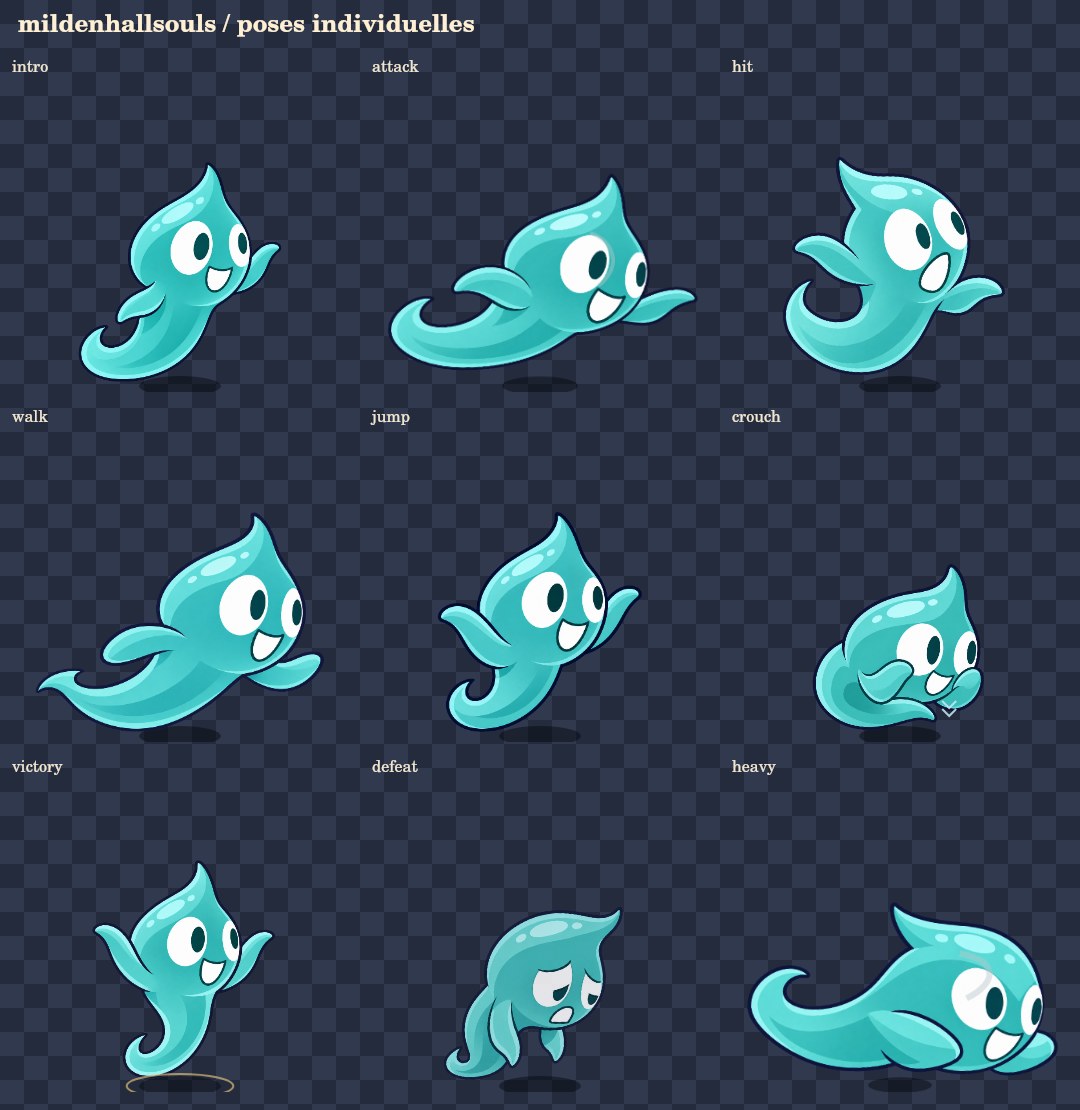 mildenhallsouls / poses individuelles
intro
attack
hit
walk
jump
crouch
victory
defeat
heavy